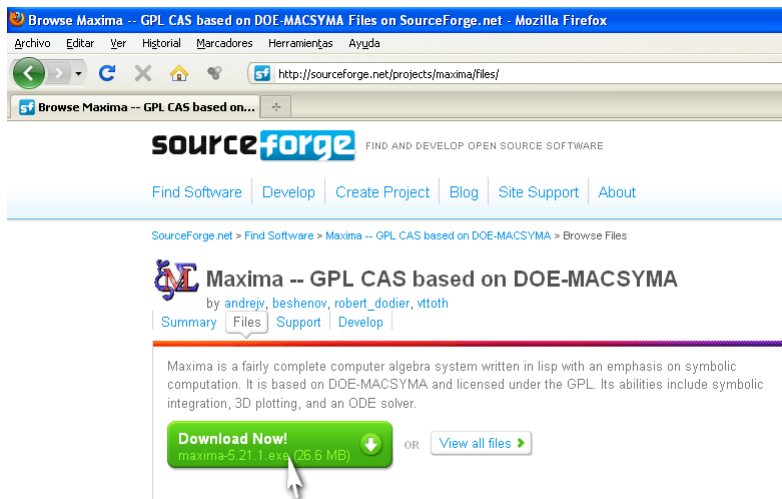 Browse Maxima -- GPL CAS based on DOE-MACSYMA Files on SourceForge.net - Mozilla Firefox
Archivo Editar Ver Historial Marcadores Herramientas Ayuda
http://sourceforge.net/projects/maxima/files/
Browse Maxima -- GPL CAS based on...
sourceforge FIND AND DEVELOP OPEN SOURCE SOFTWARE
Find Software Develop Create Project Blog Site Support About
SourceForge.net > Find Software > Maxima -- GPL CAS based on DOE-MACSYMA > Browse Files
Maxima -- GPL CAS based on DOE-MACSYMA
by andrejv, beshenov, robert_dodier, vttoth
Summary Files Support Develop
Maxima is a fairly complete computer algebra system written in lisp with an emphasis on symbolic
computation. It is based on DOE-MACSYMA and licensed under the GPL. Its abilities include symbolic
integration, 3D plotting, and an ODE solver.
Download Now!
maxima-5.21.1.exe (26.6 MB)
OR View all files